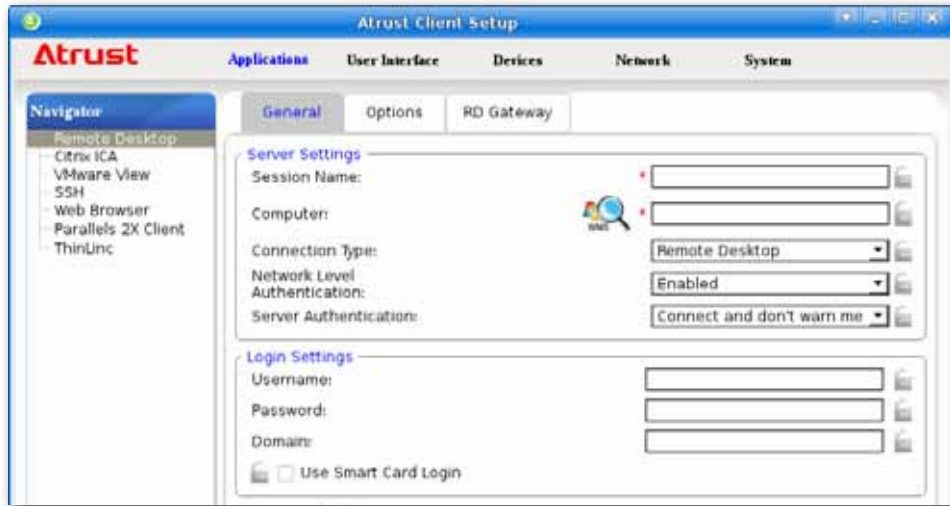 Atrust Client Setup
Atrust
Applications User Interface Devices Network System
Navigator
Remote Desktop
Citrix ICA
VMware View
SSH
Web Browser
Parallels 2X Client
ThinLinc
General Options RD Gateway
Server Settings
Session Name: *
Computer: WMS *
Connection Type: Remote Desktop
Network Level
Authentication: Enabled
Server Authentication: Connect and don't warn me
Login Settings
Username:
Password:
Domain:
Use Smart Card Login